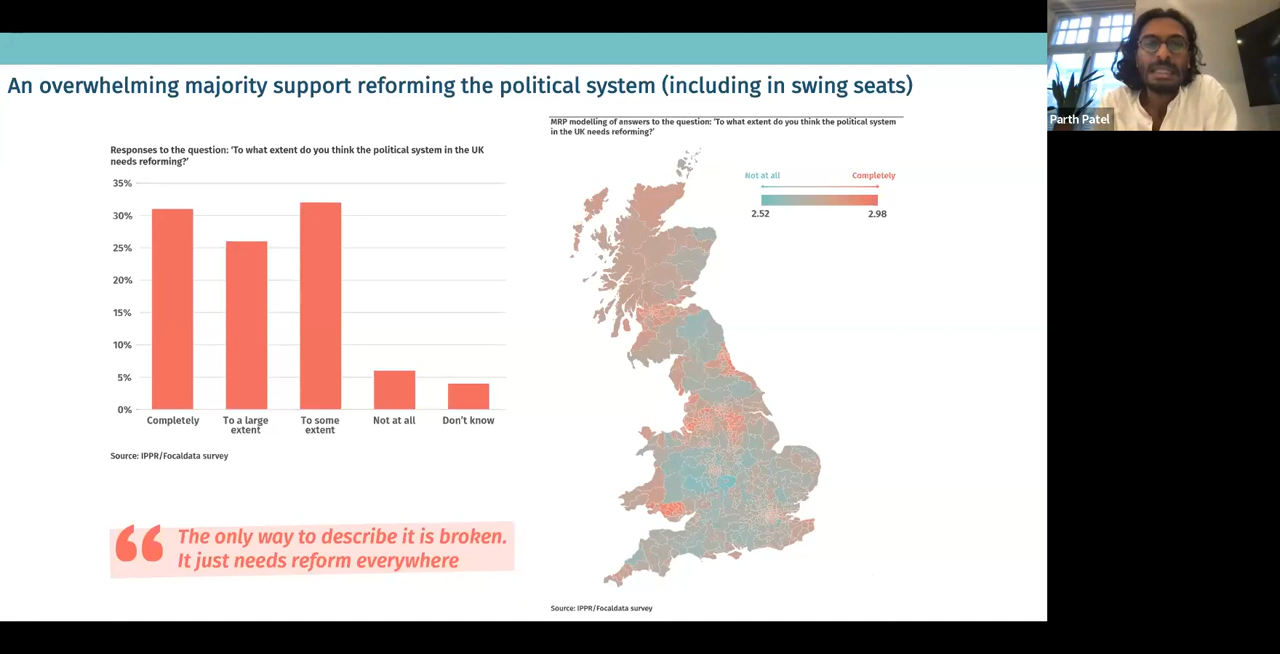 An overwhelming majority support reforming the political system (including in swing seats)
Parth Patel
Responses to the question: ‘To what extent do you think the political system in the UK
needs reforming?’
35%
30%
25%
20%
15%
10%
5%
0%
Completely
To a large
extent
To some
extent
Not at all
Don’t know
Source: IPPR/Focaldata survey
“
The only way to describe it is broken.
It just needs reform everywhere
MRP modelling of answers to the question: ‘To what extent do you think the political system
in the UK needs reforming?’
Not at all
Completely
2.52
2.98
Source: IPPR/Focaldata survey